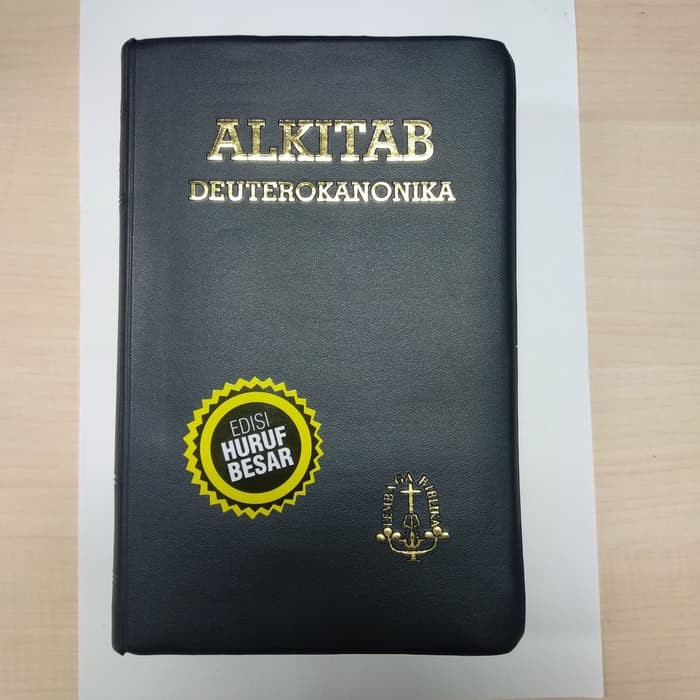 ALKITAB
DEUTEROKANONIKA
EDISI
HURUF
BESAR
LEMBAGA BIBLIKA